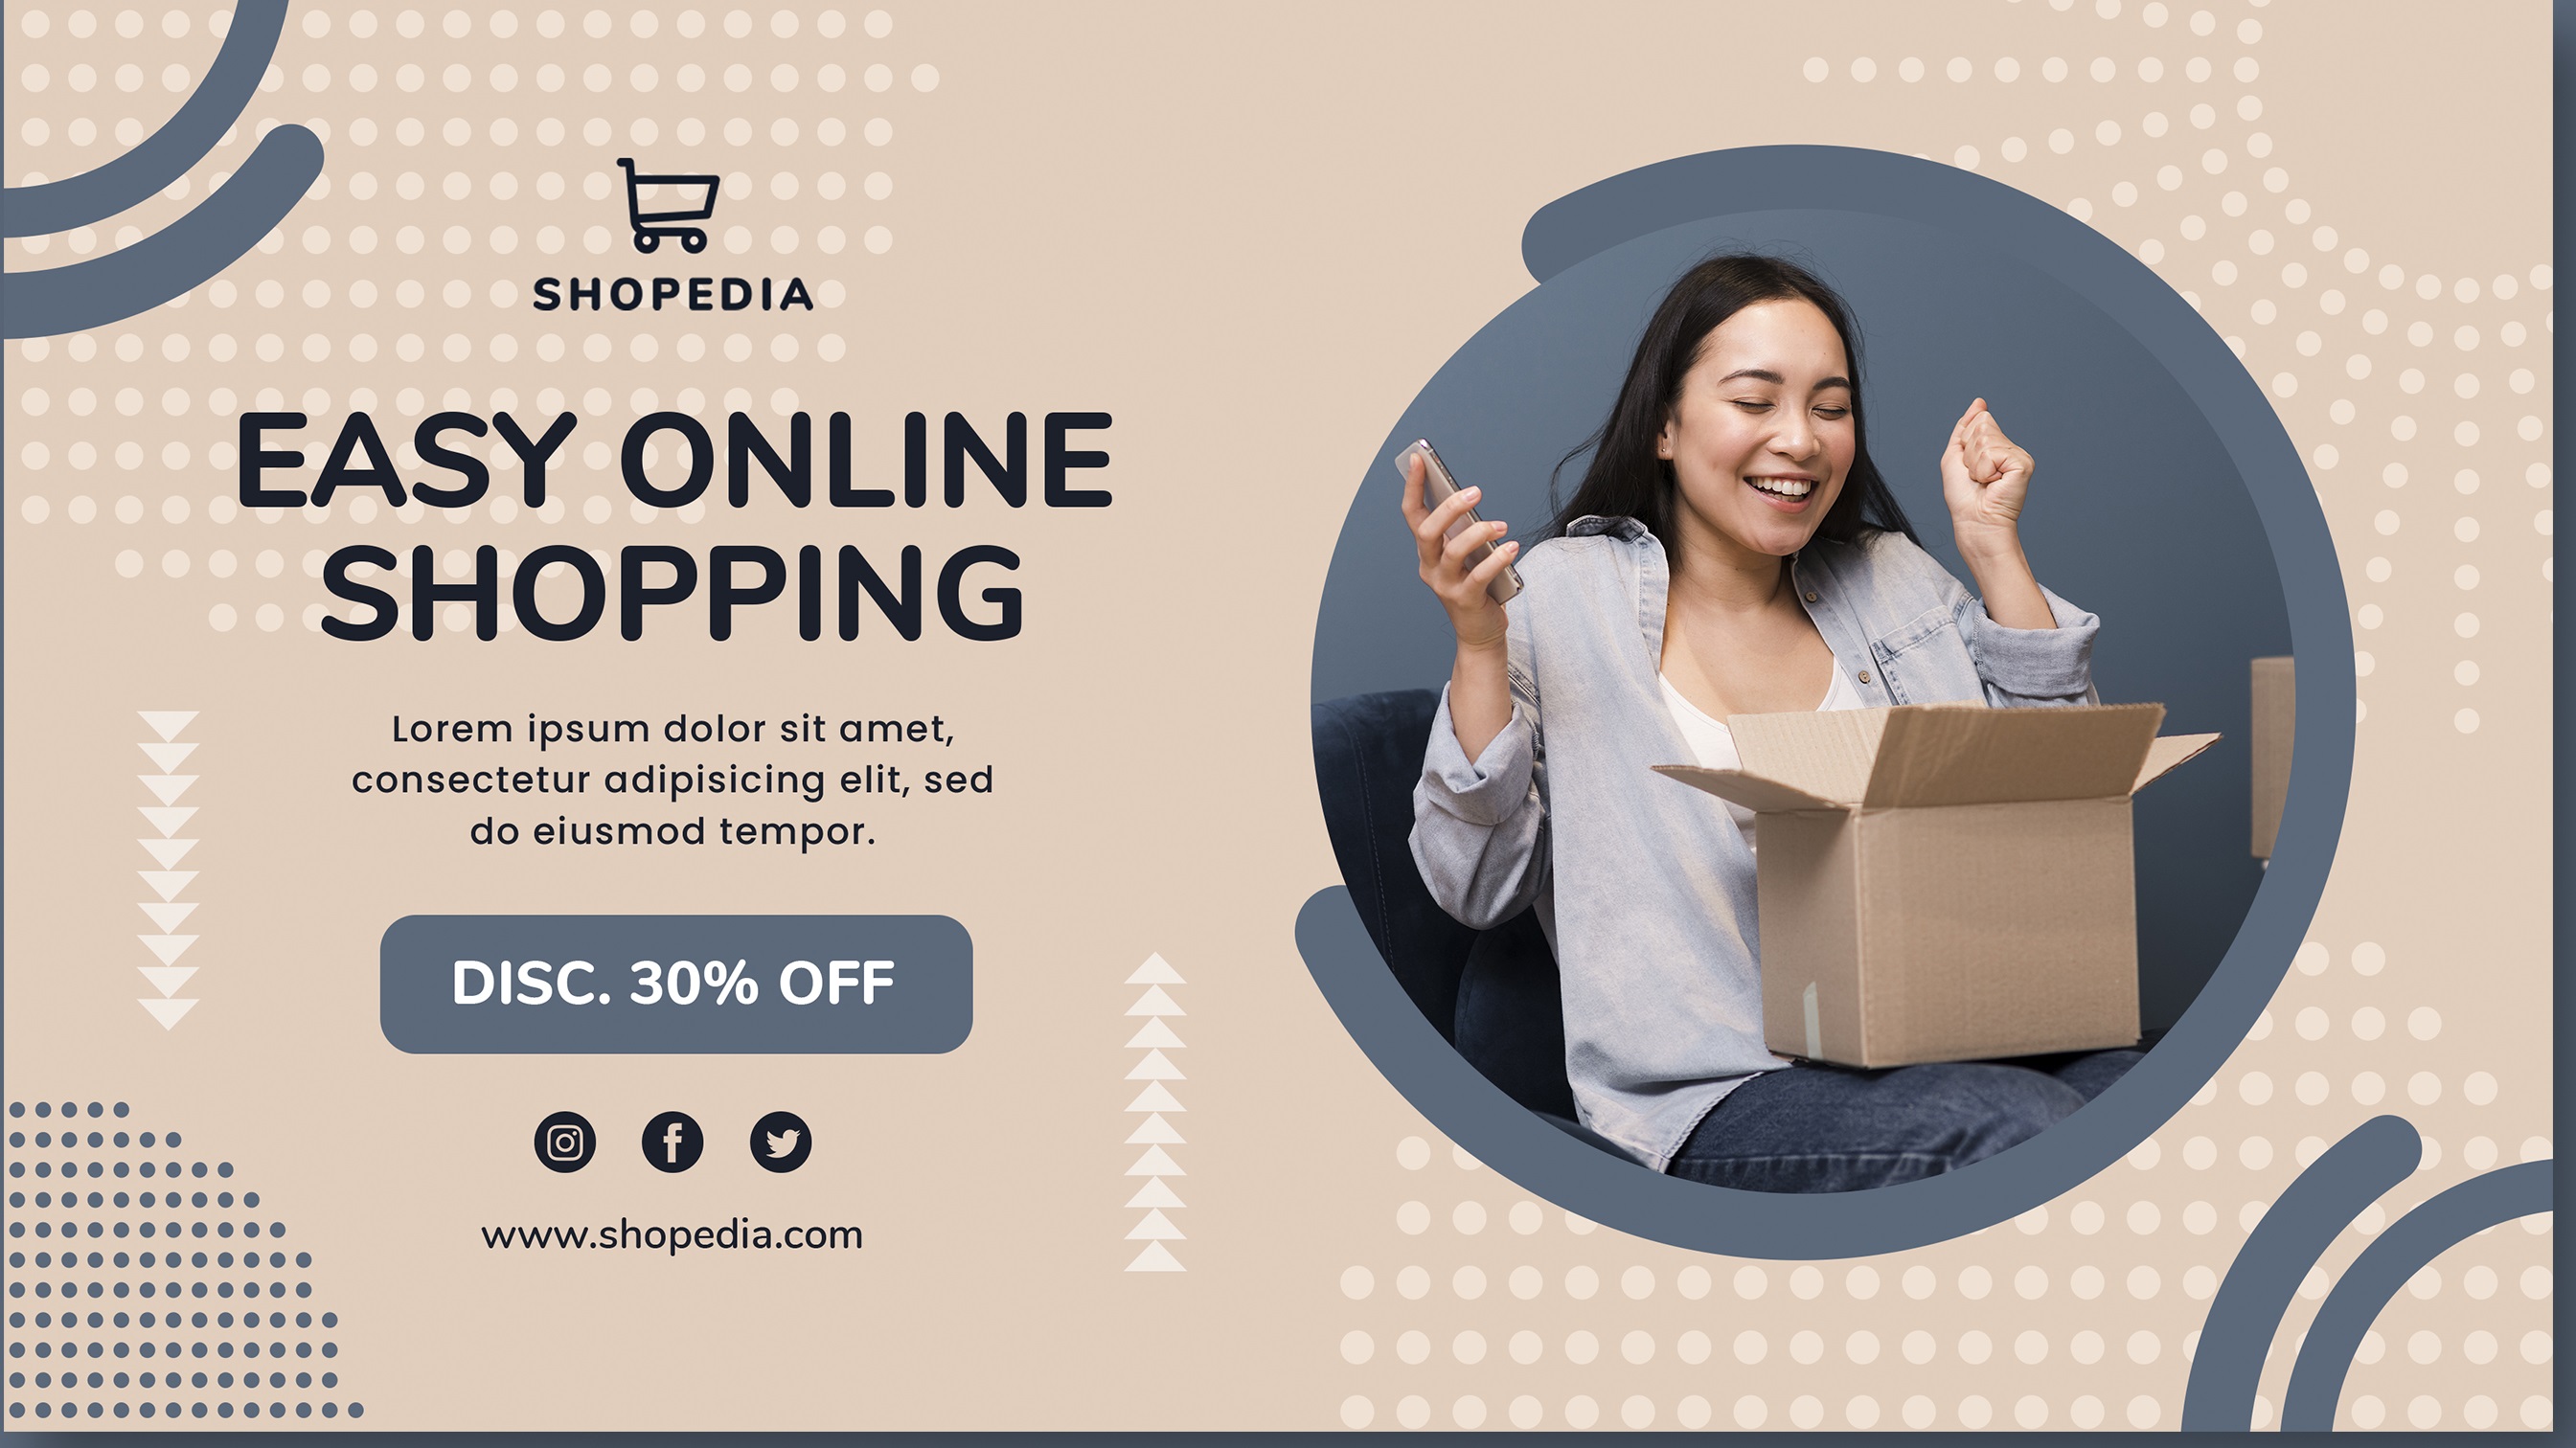 SHOPEDIA
EASY ONLINE
SHOPPING
Lorem ipsum dolor sit amet,
consectetur adipisicing elit, sed
do eiusmod tempor.
DISC. 30% OFF
www.shopedia.com